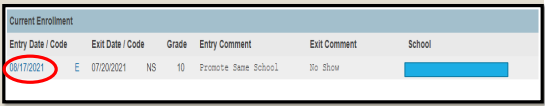 Current Enrollment
Entry Date / Code Exit Date / Code Grade Entry Comment Exit Comment School
08/17/2021 E 07/20/2021 NS 10 Promote Same School No Show